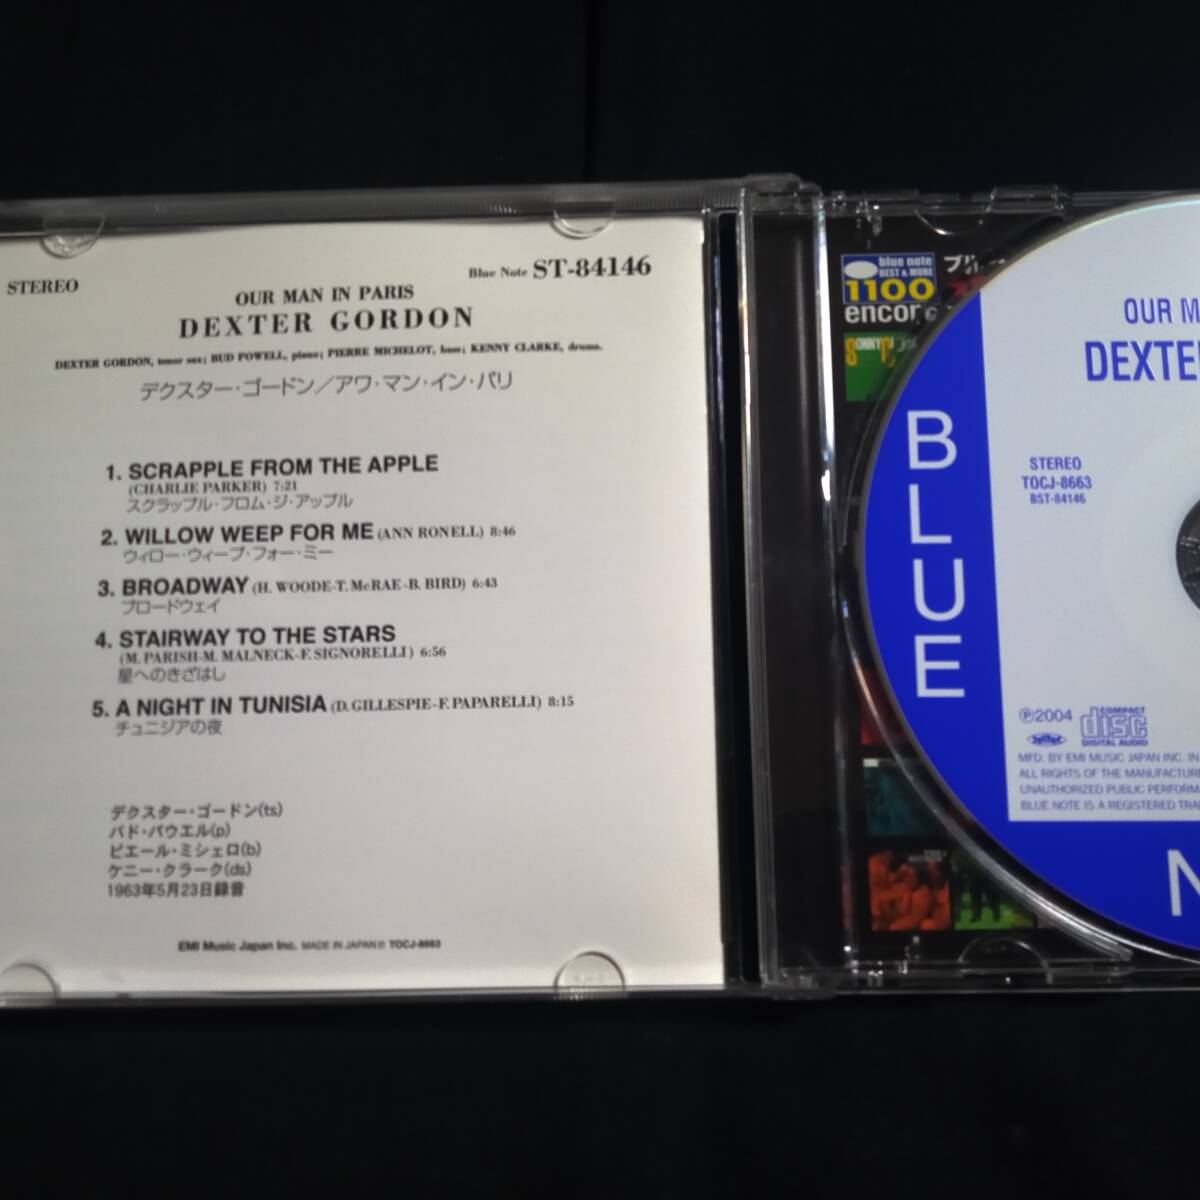 STEREO
Blue Note ST-84146
OUR MAN IN PARIS
DEXTER GORDON
DEXTER GORDON, tenor sax; BUD POWELL, piano; PIERRE MICHELOT, bass; KENNY CLARKE, drums.
デクスター・ゴードン/アワ・マン・イン・パリ
1. SCRAPPLE FROM THE APPLE
(CHARLIE PARKER) 7:21
スクラップル・フロム・ジ・アップル
2. WILLOW WEEP FOR ME (ANN RONELL) 8:46
ウィロー・ウィープ・フォー・ミー
3. BROADWAY (H. WOODE-T. McRAE-B. BIRD) 6:43
ブロードウェイ
4. STAIRWAY TO THE STARS
(M. PARISH-M. MALNECK-F. SIGNORELLI) 6:56
星へのきざはし
5. A NIGHT IN TUNISIA (D. GILLESPIE-F. PAPARELLI) 8:15
チュニジアの夜
デクスター・ゴードン(ts)
バド・パウエル(p)
ピエール・ミシェロ(b)
ケニー・クラーク(ds)
1963年5月23日録音
EMI Music Japan Inc. MADE IN JAPAN TOCJ-8663
blue note
BEST & MORE
1100
encor
ブル
SONNY
OUR M
DEXTE
BLUE
N
STEREO
TOCJ-8663
BST-84146
℗2004
COMPACT
disc
DIGITAL AUDIO
MFD. BY EMI MUSIC JAPAN INC. IN
ALL RIGHTS OF THE MANUFACTURE
UNAUTHORIZED PUBLIC PERFORMA
BLUE NOTE IS A REGISTERED TRA